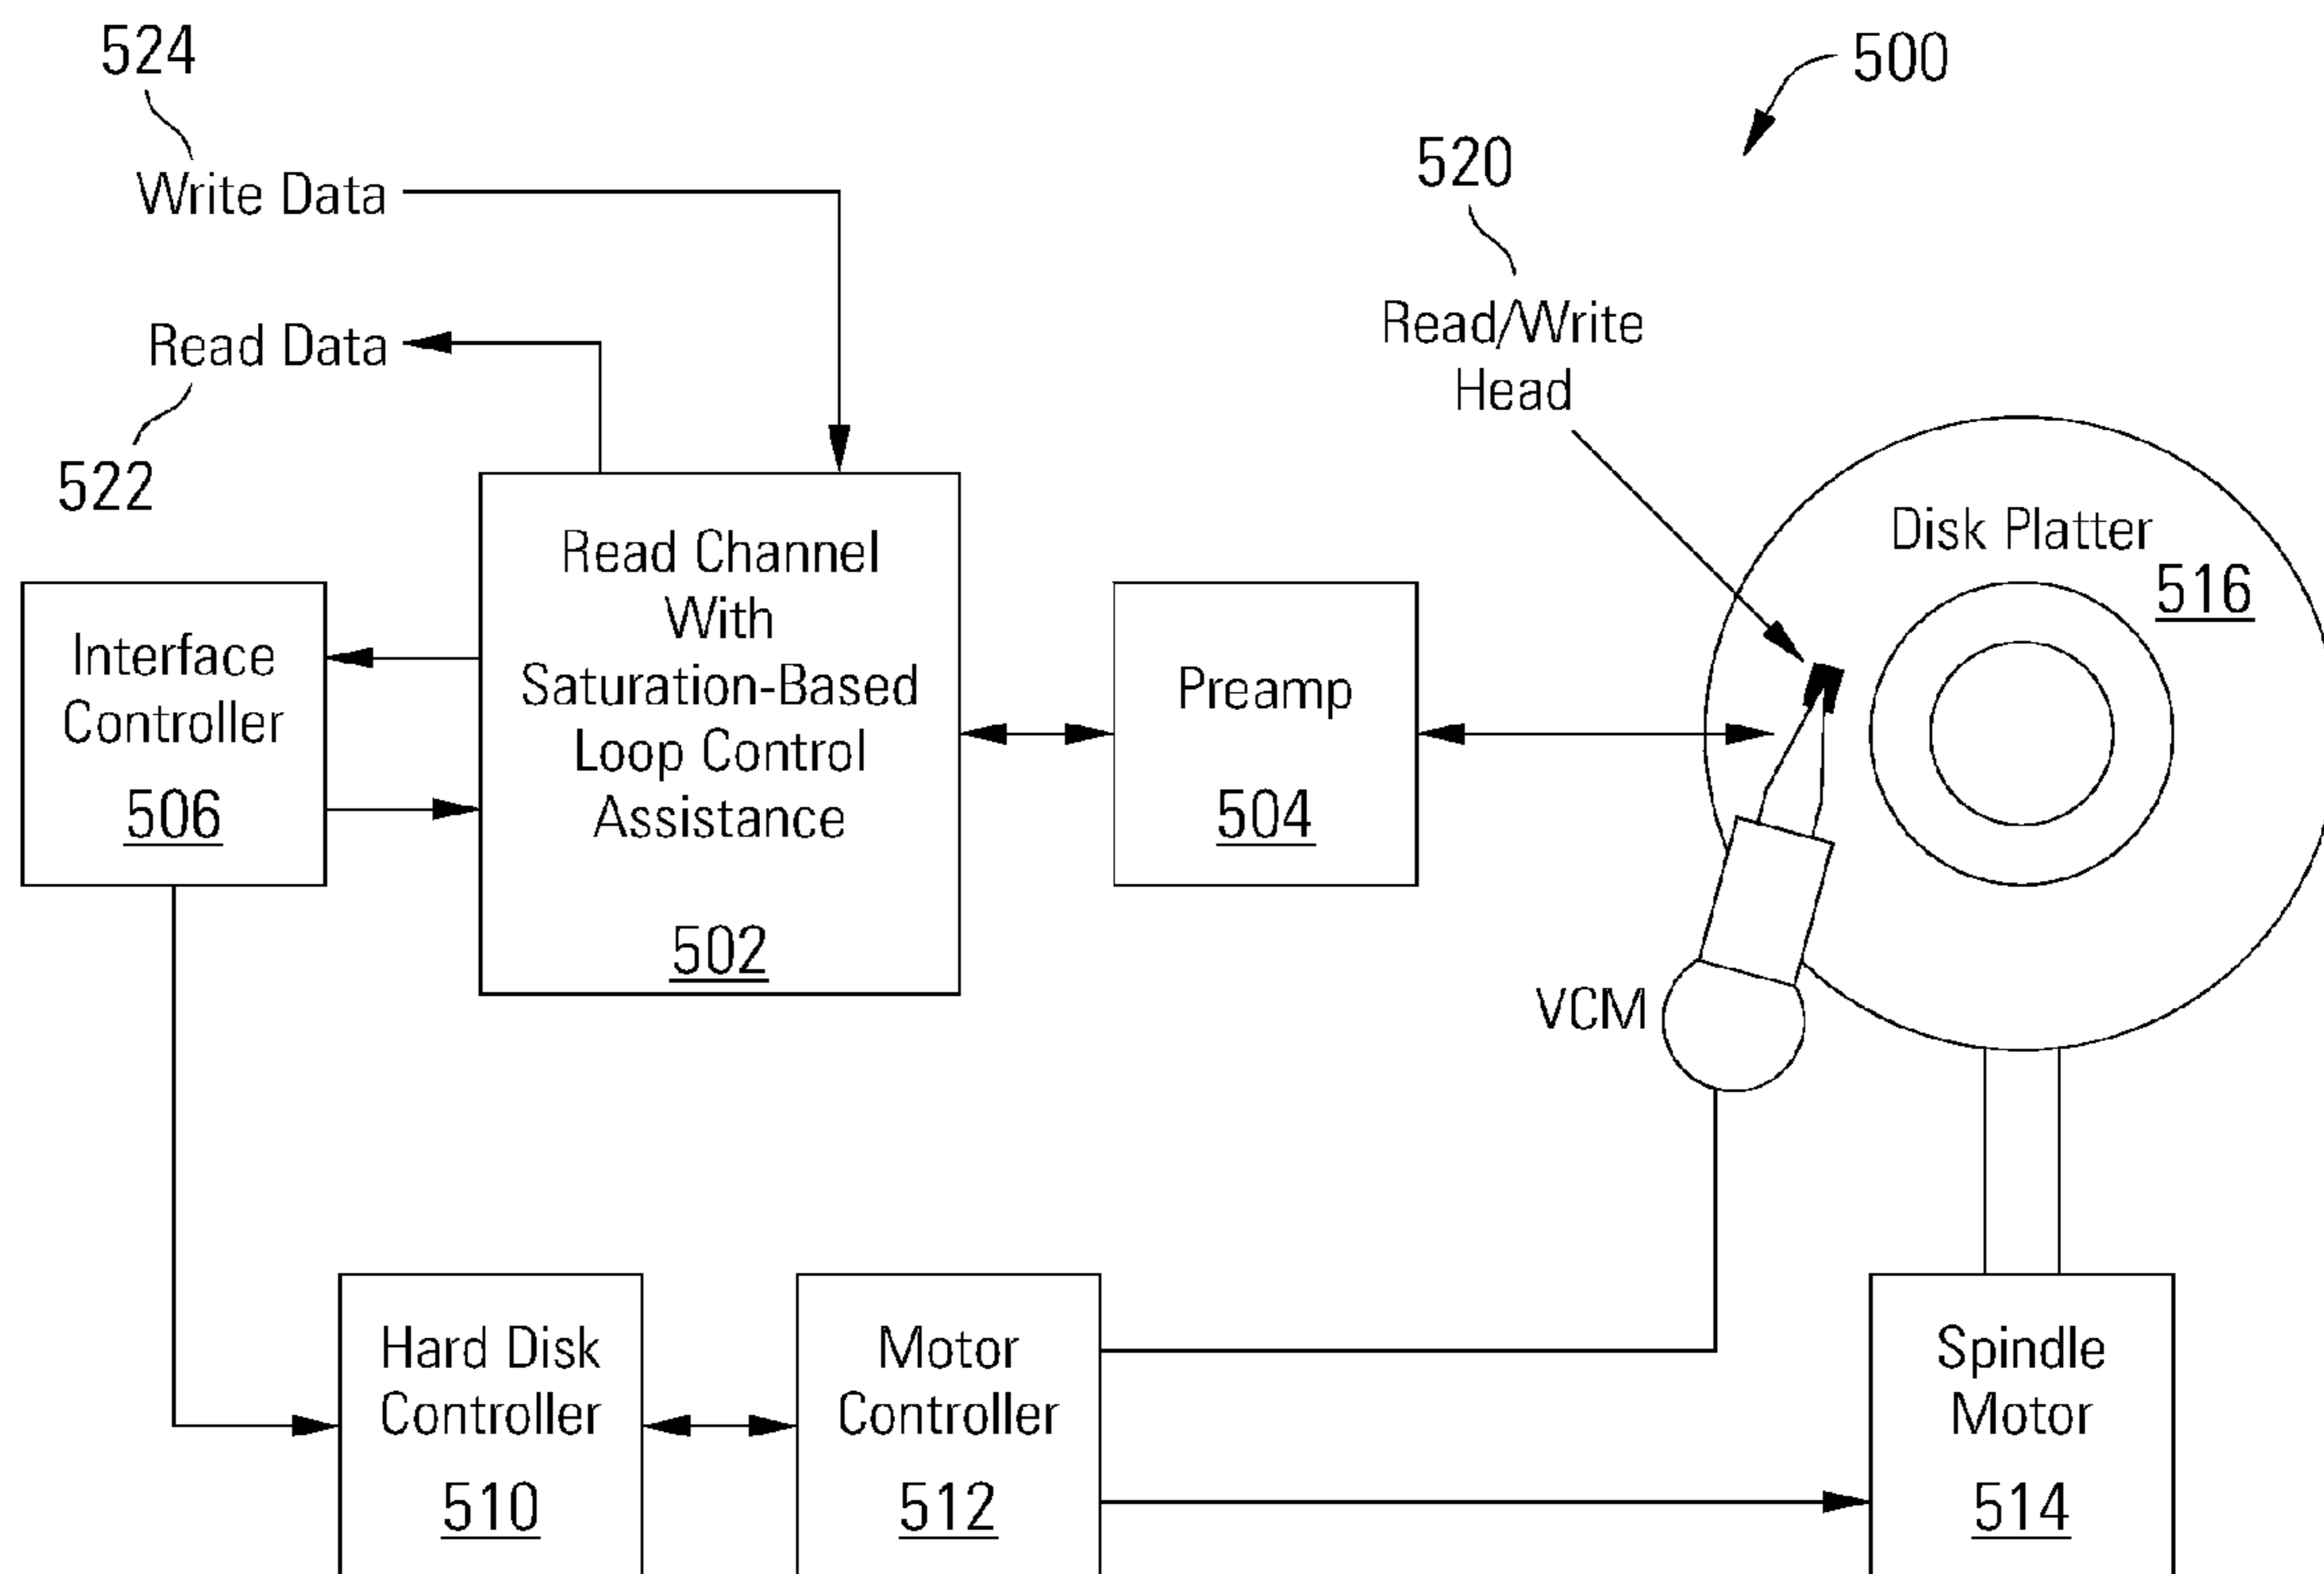 524
500
Write Data
520
Read Data
Read/Write
Head
522
Read Channel
With
Saturation-Based
Loop Control
Assistance
502
Disk Platter
516
Interface
Controller
506
Preamp
504
VCM
Hard Disk
Controller
510
Motor
Controller
512
Spindle
Motor
514